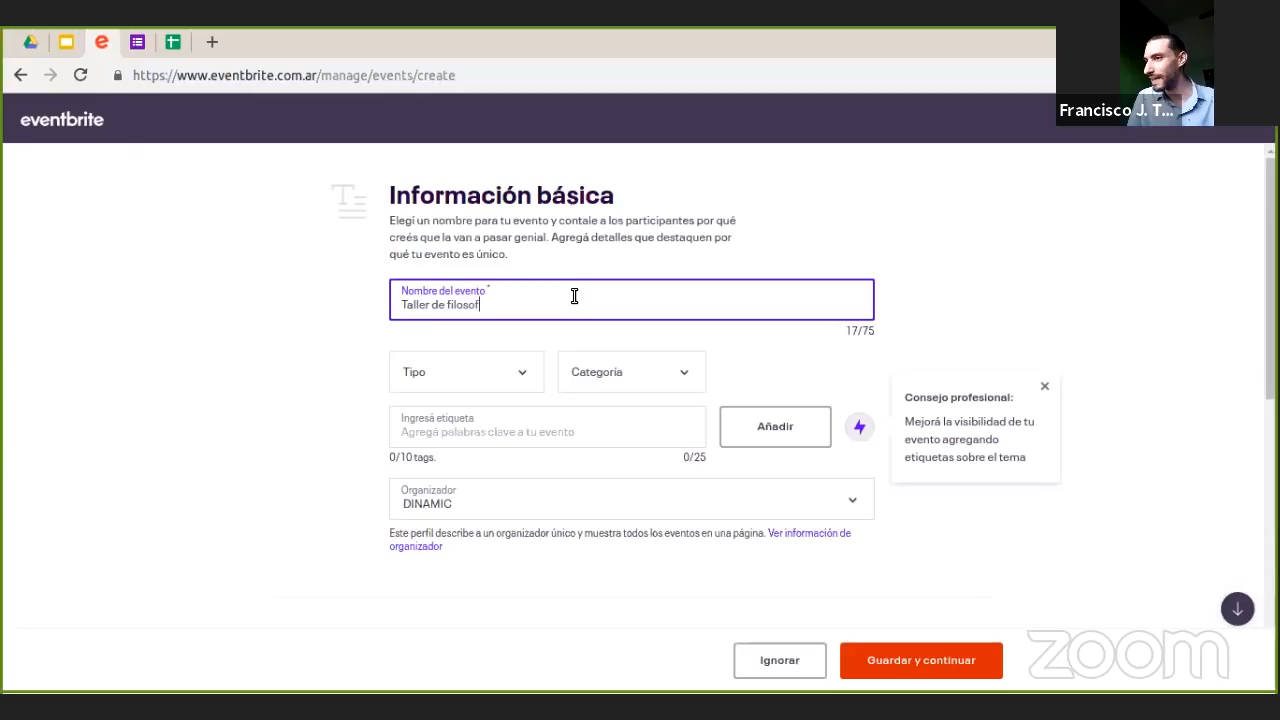 https://www.eventbrite.com.ar/manage/events/create
Francisco J. T...
eventbrite
Información básica
Elegí un nombre para tu evento y contale a los participantes por qué
creés que la van a pasar genial. Agregá detalles que destaquen por
qué tu evento es único.
Nombre del evento *
Taller de filosof
17/75
Tipo
Categoría
Ingresá etiqueta
Agregá palabras clave a tu evento
Añadir
0/10 tags.
0/25
Consejo profesional:
Mejorá la visibilidad de tu
evento agregando
etiquetas sobre el tema
Organizador
DINAMIC
Este perfil describe a un organizador único y muestra todos los eventos en una página. Ver información de
organizador
Ignorar
Guardar y continuar
zoom